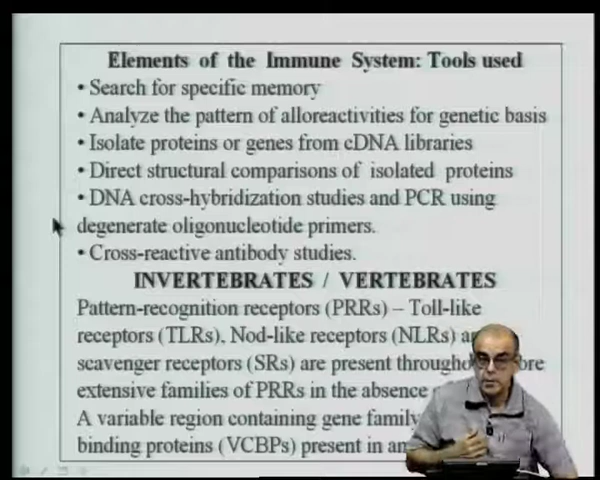 Elements of the Immune System: Tools used
• Search for specific memory
• Analyze the pattern of alloreactivities for genetic basis
• Isolate proteins or genes from cDNA libraries
• Direct structural comparisons of isolated proteins
• DNA cross-hybridization studies and PCR using
degenerate oligonucleotide primers.
• Cross-reactive antibody studies.
INVERTEBRATES / VERTEBRATES
Pattern-recognition receptors (PRRs) – Toll-like
receptors (TLRs), Nod-like receptors (NLRs)
scavenger receptors (SRs) are present
extensive families of PRRs in the absence
A variable region containing gene family
binding proteins (VCBPs) present in